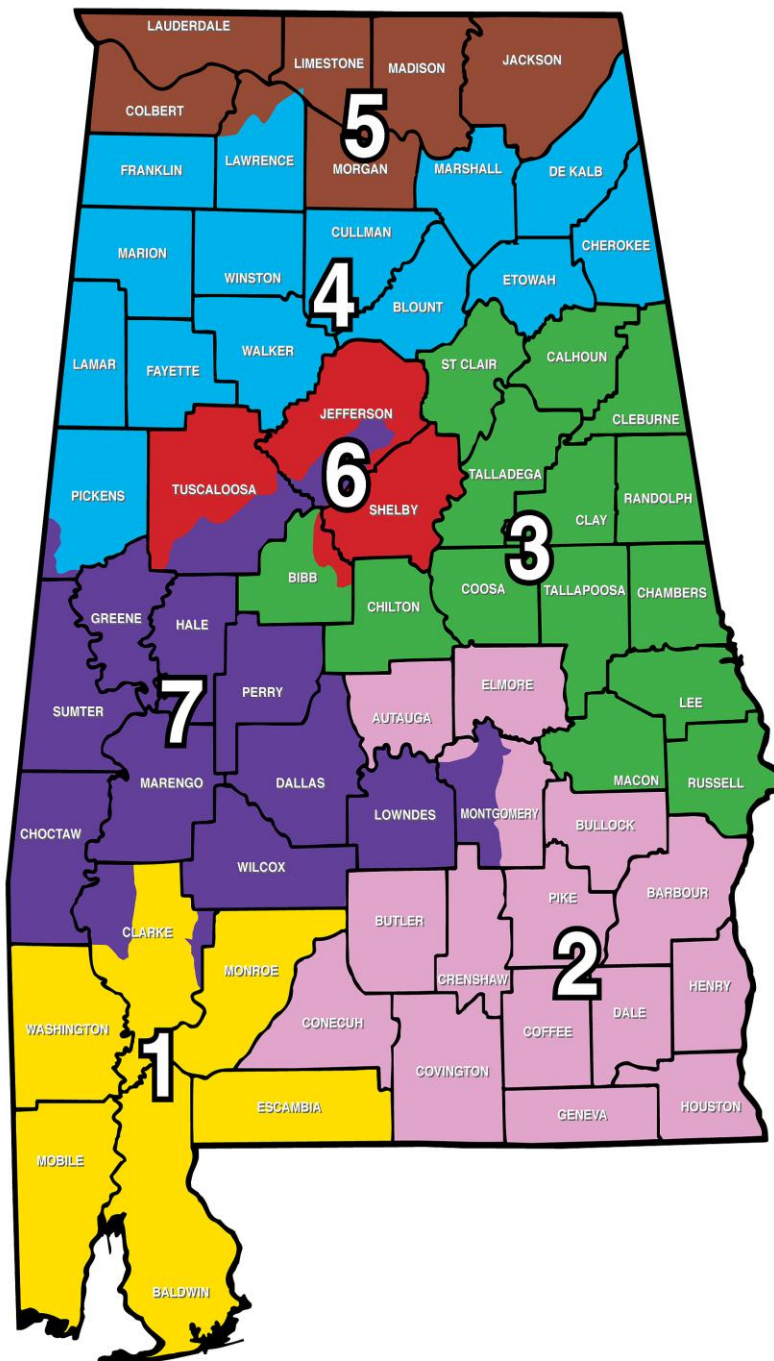 LAUDERDALE
LIMESTONE
MADISON
JACKSON
COLBERT
5
FRANKLIN
LAWRENCE
MORGAN
MARSHALL
DE KALB
CULLMAN
CHEROKEE
MARION
WINSTON
ETOWAH
4
BLOUNT
WALKER
ST CLAIR
CALHOUN
LAMAR
FAYETTE
JEFFERSON
CLEBURNE
6
TALLADEGA
PICKENS
TUSCALOOSA
RANDOLPH
SHELBY
CLAY
3
BIBB
COOSA
TALLAPOOSA
CHAMBERS
CHILTON
GREENE
HALE
ELMORE
PERRY
7
LEE
SUMTER
AUTAUGA
MARENGO
DALLAS
MACON
RUSSELL
LOWNDES
MONTGOMERY
CHOCTAW
BULLOCK
WILCOX
BARBOUR
PIKE
BUTLER
CLARKE
2
MONROE
CRENSHAW
HENRY
WASHINGTON
CONECUH
COFFEE
DALE
1
COVINGTON
ESCAMBIA
HOUSTON
GENEVA
MOBILE
BALDWIN